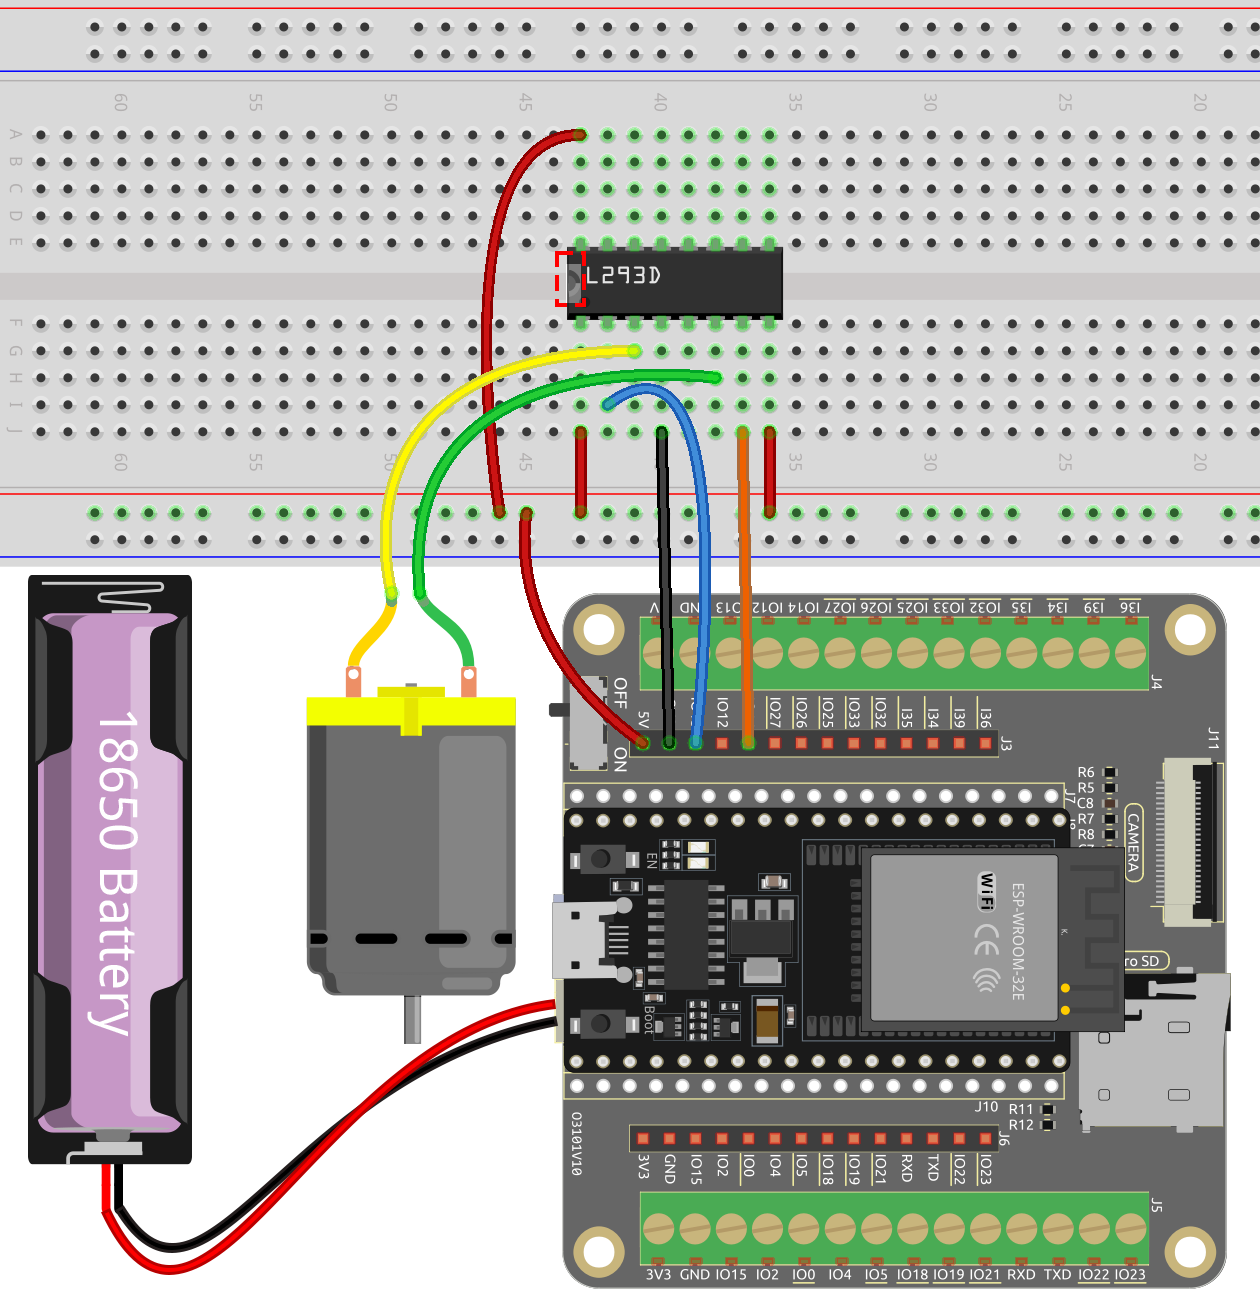 60 55 50 45 40 35 30 25 20
A
B
C
D
E
L293D
F
G
H
I
J
60 55 50 45 35 30 25 20
GND IO13 IO12 IO14 IO27 IO26 IO25 IO33 IO32 I35 I34 I39 I36
J4
OFF
ON
5V IO12 IO27 IO26 IO25 IO33 IO32 I35 I34 I39 I36
J3
J11
R6
R5
C8
R7
R8
J7
CAMERA
EN
18650 Battery
WiFi
CE
ESP-WROOM-32E
K
ro SD
Boot
J10
R11
R12
O3101V10
J6
3V3 GND IO15 IO2 IO0 IO4 IO5 IO18 IO19 IO21 RXD TXD IO22 IO23
J5
3V3 GND IO15 IO2 IO0 IO4 IO5 IO18 IO19 IO21 RXD TXD IO22 IO23